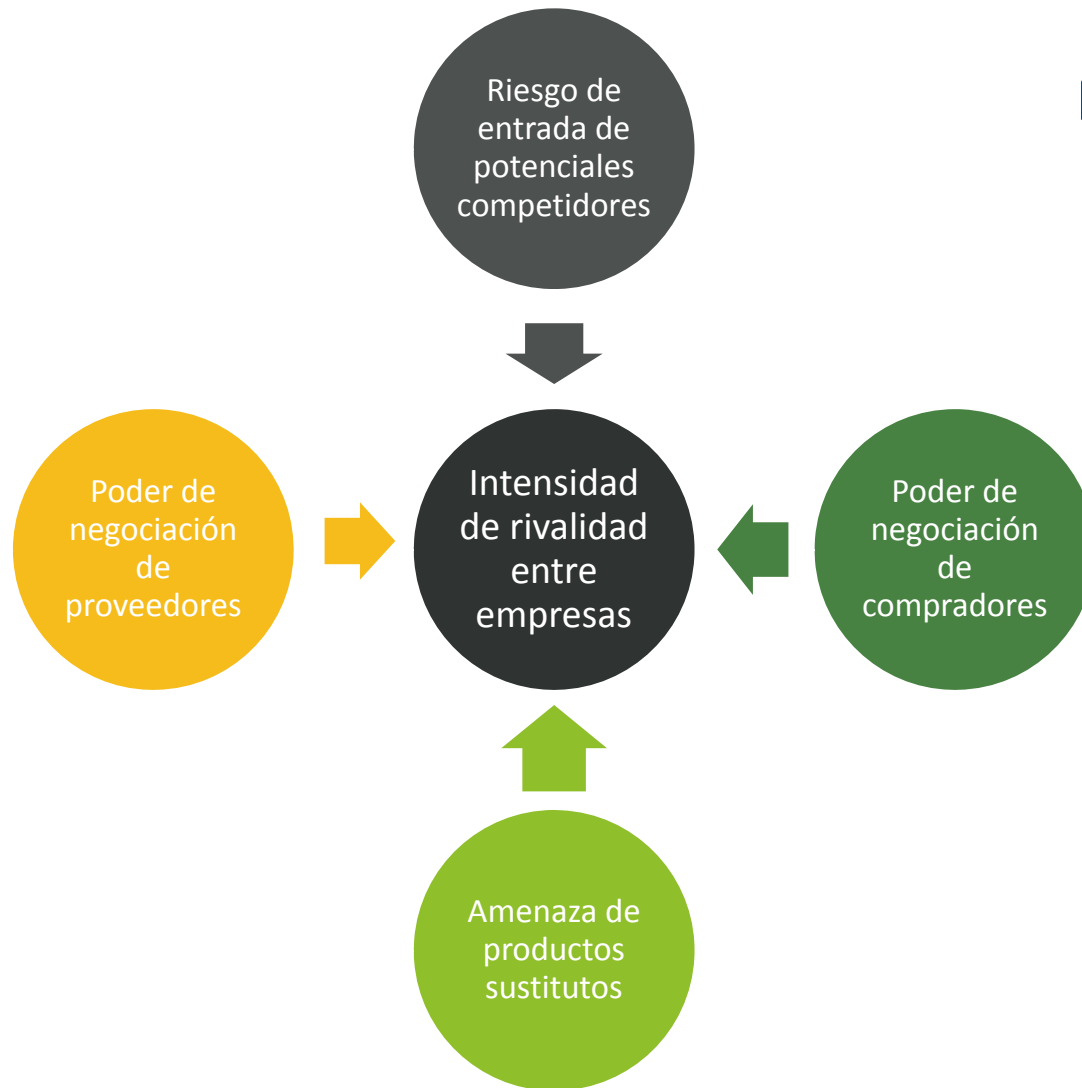 Riesgo de
entrada de
potenciales
competidores
Poder de
negociación
de
proveedores
Intensidad
de rivalidad
entre
empresas
Poder de
negociación
de
compradores
Amenaza de
productos
sustitutos